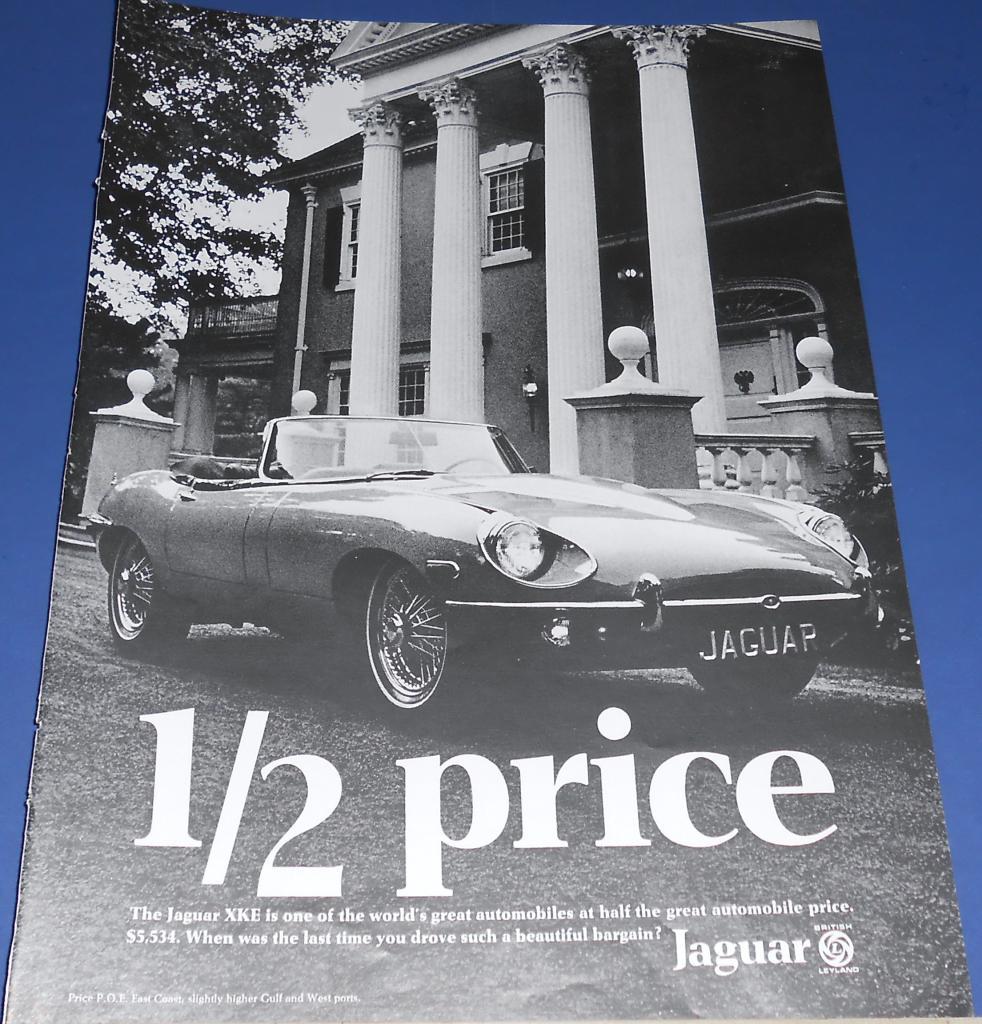 JAGUAR
1/2 price
The Jaguar XKE is one of the world's great automobiles at half the great automobile price.
$5,534. When was the last time you drove such a beautiful bargain?
Jaguar
BRITISH
L
LEYLAND
Price P.O.E. East Coast, slightly higher Gulf and West ports.